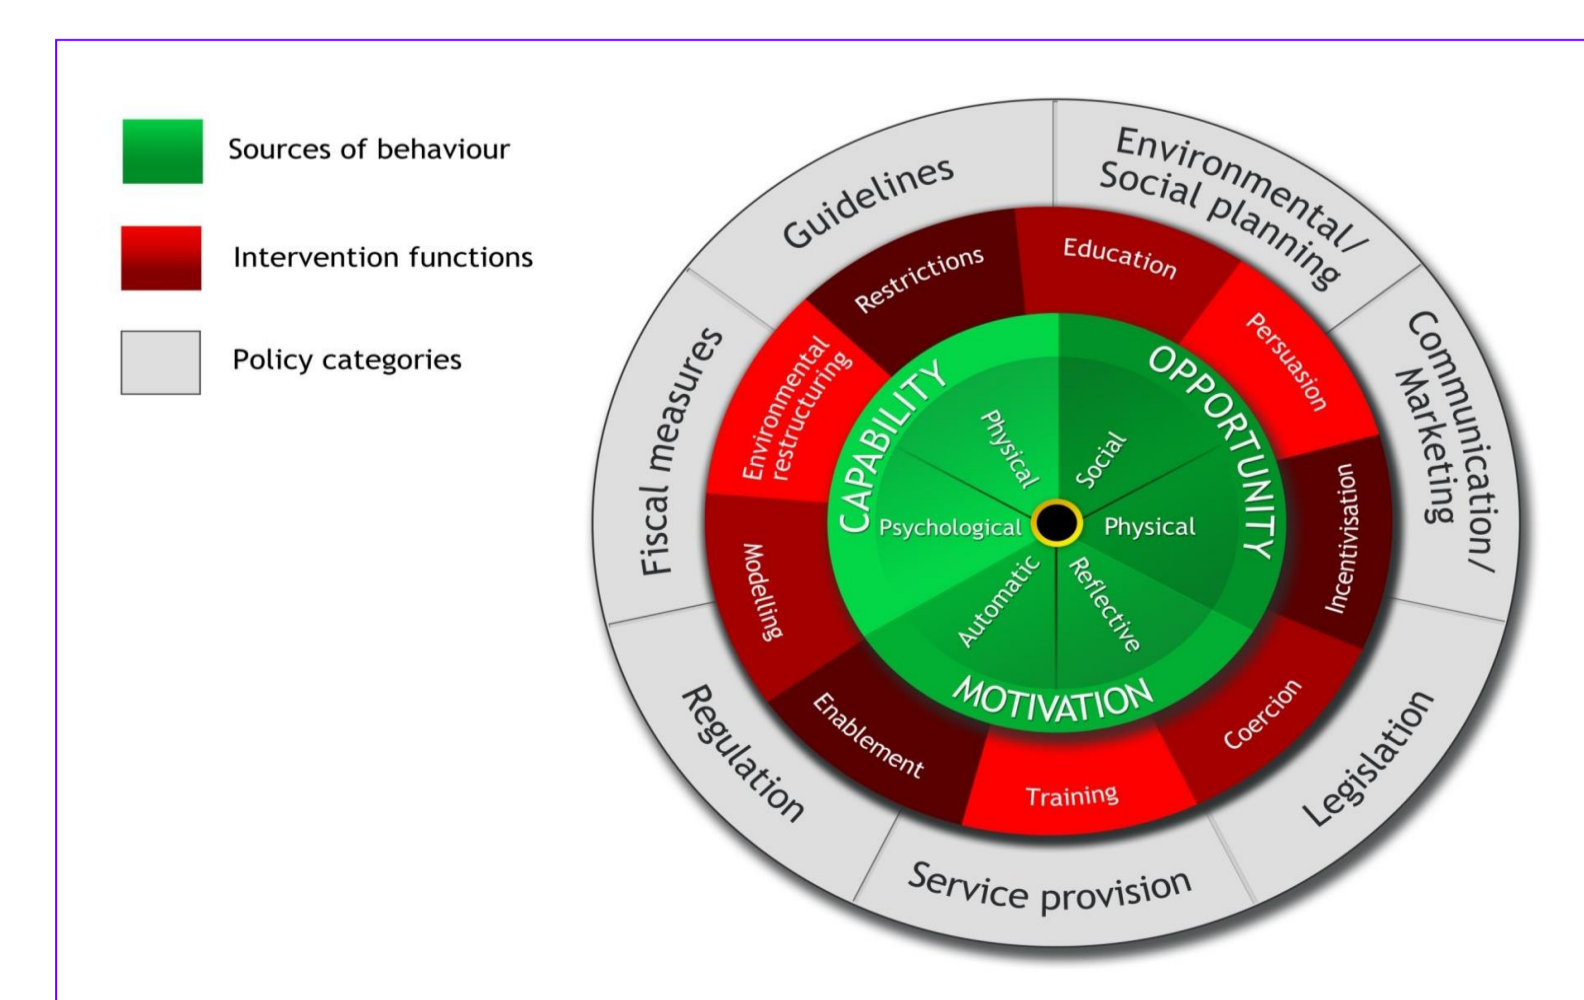 Sources of behaviour
Intervention functions
Policy categories
Guidelines
Environmental/
Social planning
Communication/
Marketing
Legislation
Service provision
Regulation
Fiscal measures
Restrictions
Education
Persuasion
Incentivisation
Coercion
Training
Enablement
Modelling
Environmental
restructuring
CAPABILITY
OPPORTUNITY
MOTIVATION
Physical
Social
Physical
Reflective
Automatic
Psychological